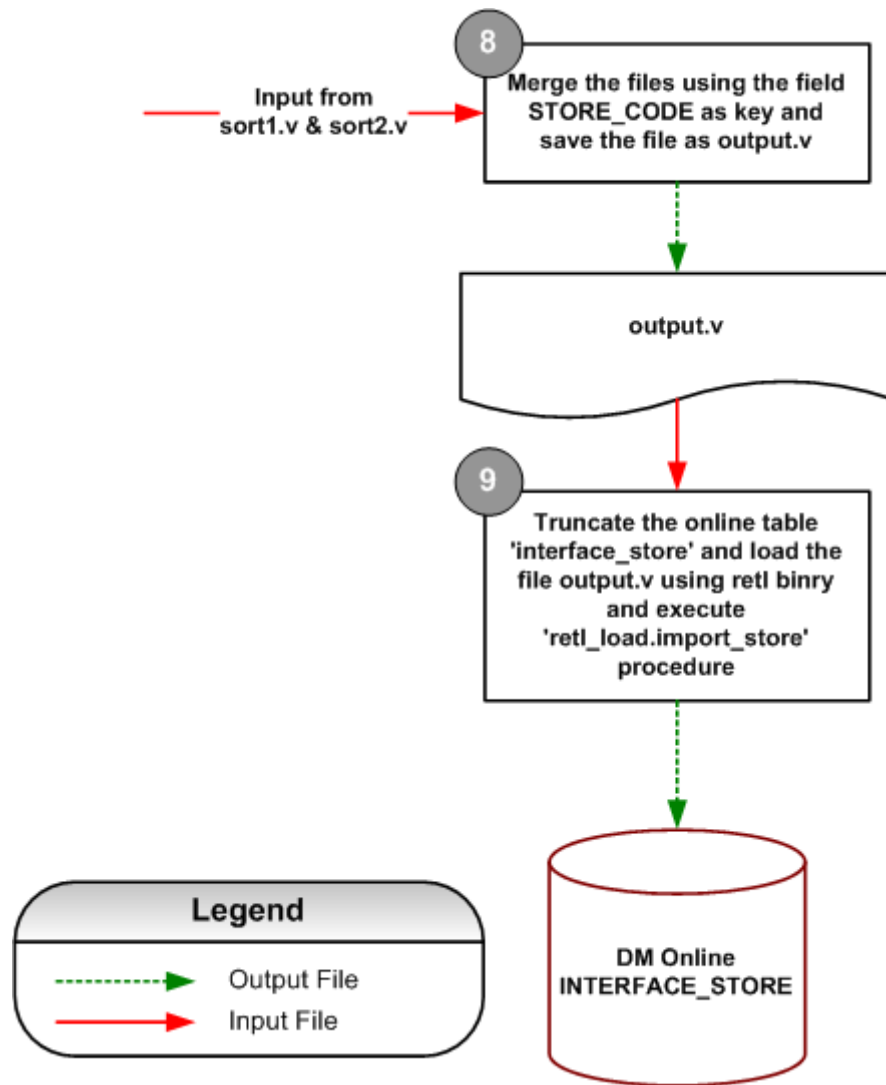 8
Merge the files using the field
STORE_CODE as key and
save the file as output.v
Input from
sort1.v & sort2.v
output.v
9
Truncate the online table
'interface_store' and load the
file output.v using retl binry
and execute
'retl_load.import_store'
procedure
DM Online
INTERFACE_STORE
Legend
Output File
Input File